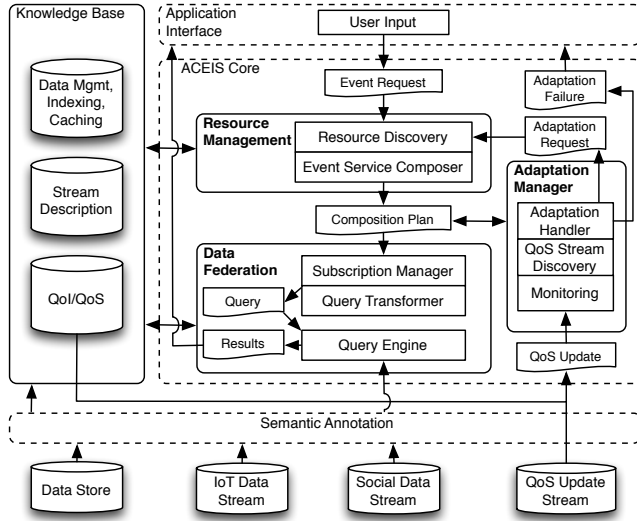 Knowledge Base
Data Mgmt,
Indexing,
Caching
Stream
Description
QoI/QoS
Application
Interface
User Input
ACEIS Core
Event Request
Adaptation
Failure
Resource
Management
Resource Discovery
Event Service Composer
Adaptation
Request
Adaptation
Manager
Composition Plan
Adaptation
Handler
QoS Stream
Discovery
Monitoring
Data
Federation
Subscription Manager
Query Transformer
Query
Results
Query Engine
QoS Update
Semantic Annotation
Data Store
IoT Data
Stream
Social Data
Stream
QoS Update
Stream